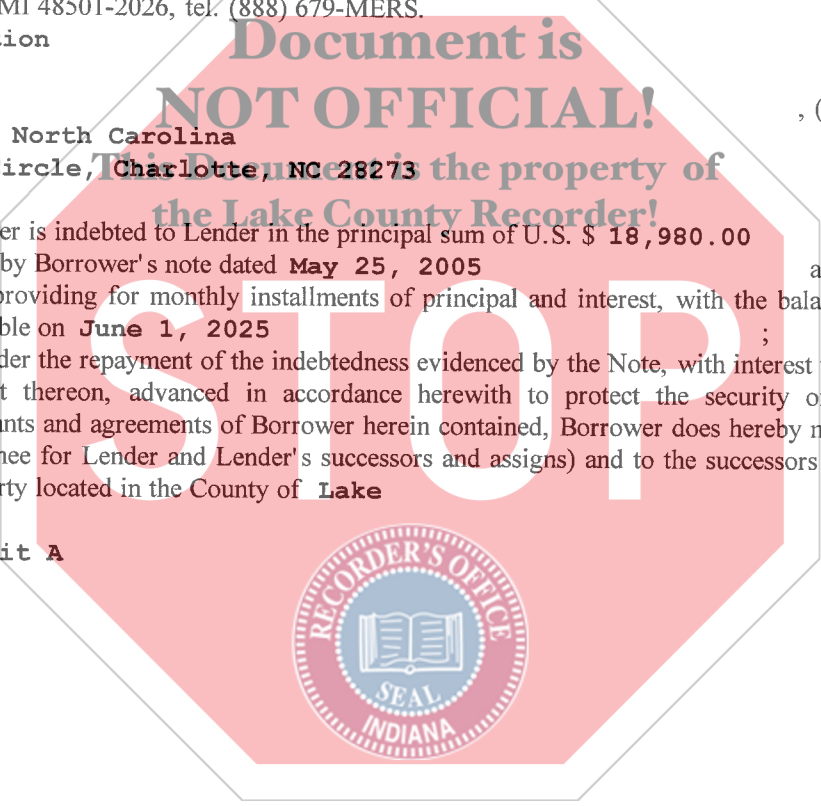 MI 48501-2026, tel. (888) 679-MERS.
Document is
ion
NOT OFFICIAL!
, (
North Carolina
ircle, Charlotte, NC 28273
This Document is the property of
the Lake County Recorder!
er is indebted to Lender in the principal sum of U.S. $ 18,980.00
by Borrower's note dated May 25, 2005 a
providing for monthly installments of principal and interest, with the bala
ble on June 1, 2025 ;
der the repayment of the indebtedness evidenced by the Note, with interest
t thereon, advanced in accordance herewith to protect the security o
nts and agreements of Borrower herein contained, Borrower does hereby m
nee for Lender and Lender's successors and assigns) and to the successors
rty located in the County of Lake
STOP
it A
RECORDER'S OFFICE
SEAL
INDIANA